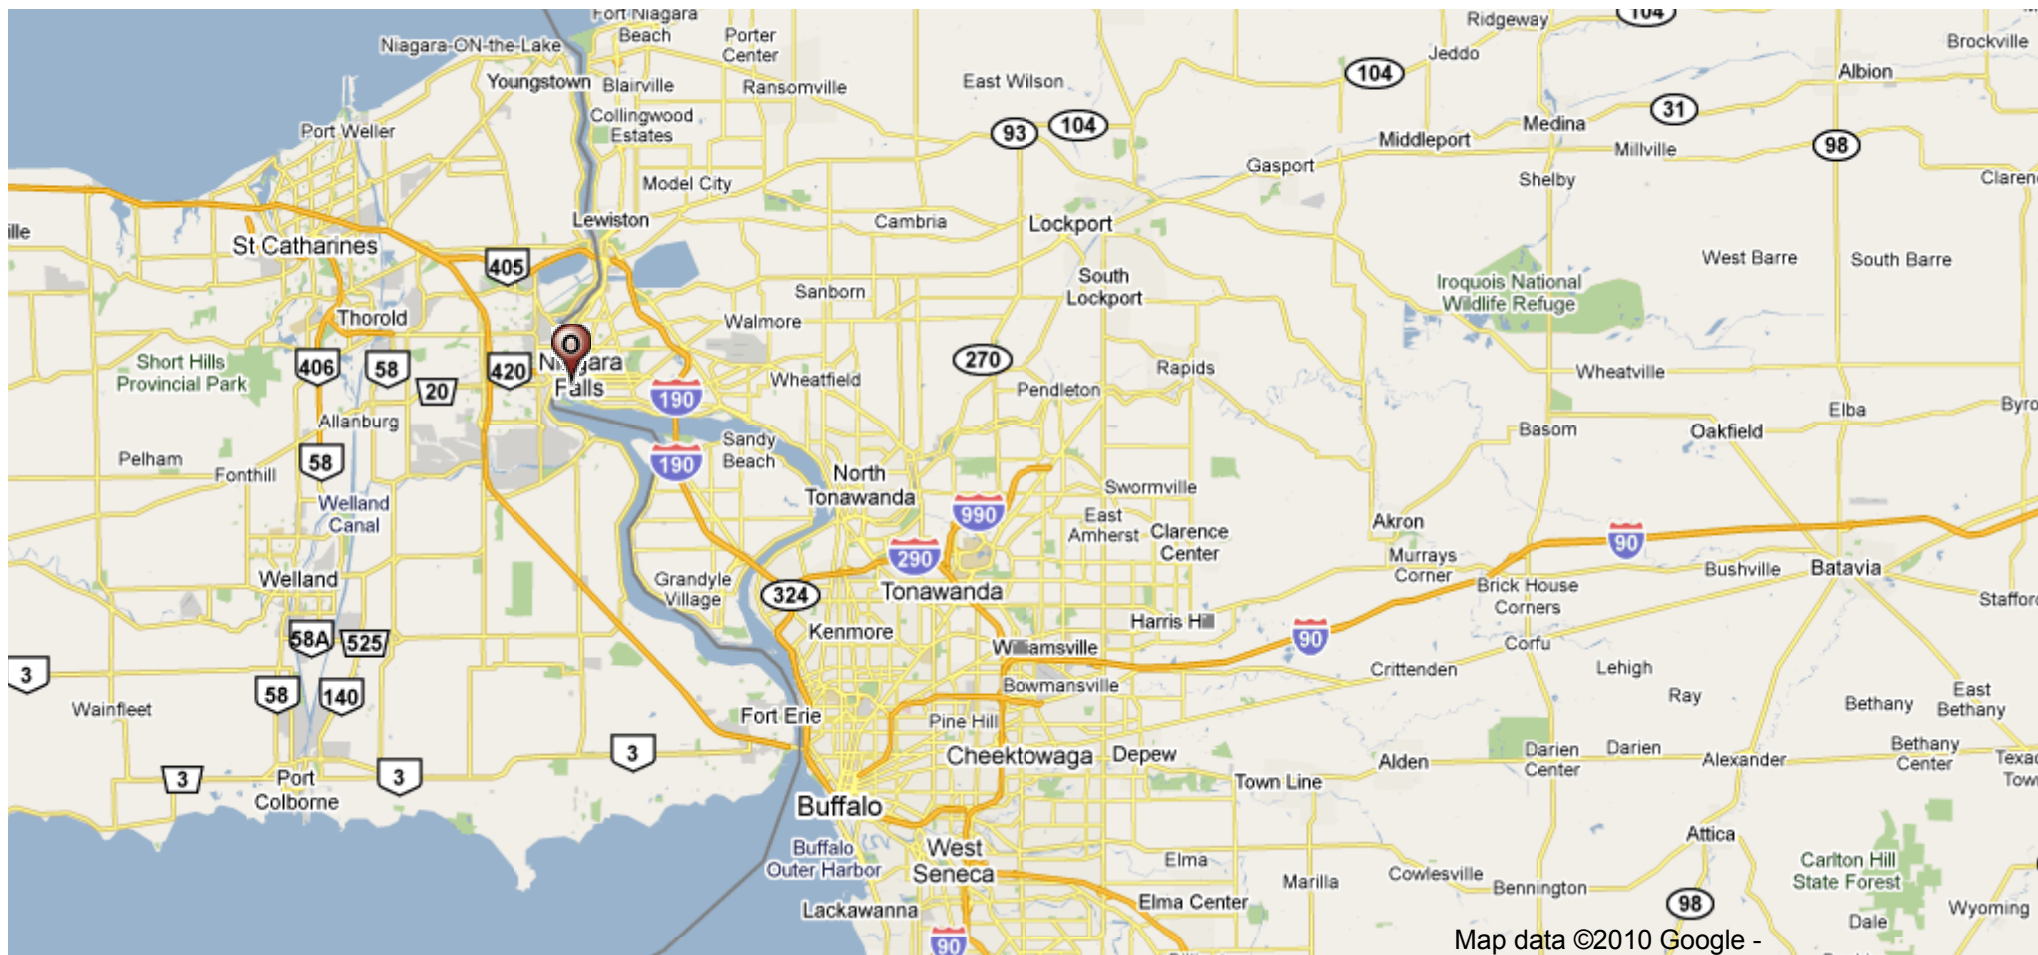 Fort Niagara
Beach
Porter
Center
Ridgeway
104
Jeddo
Brockville
Niagara-ON-the-Lake
Youngstown
Blairville
Ransomville
East Wilson
104
Albion
Collingwood
Estates
31
Port Weller
93
104
Medina
Middleport
98
Millville
Gasport
Model City
Shelby
Claren
Lewiston
Cambria
Lockport
ille
St Catharines
405
West Barre
South Barre
South
Lockport
Iroquois National
Wildlife Refuge
Sanborn
Thorold
Walmore
O
Niagara
Falls
Short Hills
Provincial Park
406
58
420
20
270
Rapids
Wheatville
Wheatfield
Pendleton
190
Elba
Byro
Allanburg
Basom
Oakfield
Sandy
Beach
Pelham
58
190
Fonthill
North
Tonawanda
Swormville
Welland
Canal
990
East
Amherst
Clarence
Center
Akron
90
290
Murrays
Corner
Bushville
Batavia
Welland
Grandyle
Village
324
Tonawanda
Brick House
Corners
Stafford
Harris Hill
58A
525
Kenmore
90
Williamsville
Corfu
3
Crittenden
Lehigh
58
140
Bowmansville
Ray
East
Bethany
Bethany
Wainfleet
Fort Erie
Pine Hill
3
Cheektowaga
Depew
Darien
Center
Darien
Bethany
Center
Alexander
Texac
Town
3
3
Port
Colborne
Alden
Town Line
Buffalo
Attica
Buffalo
Outer Harbor
West
Seneca
Elma
Carlton Hill
State Forest
Marilla
Cowlesville
Bennington
Lackawanna
Elma Center
98
Wyoming
Dale
90
Map data ©2010 Google -